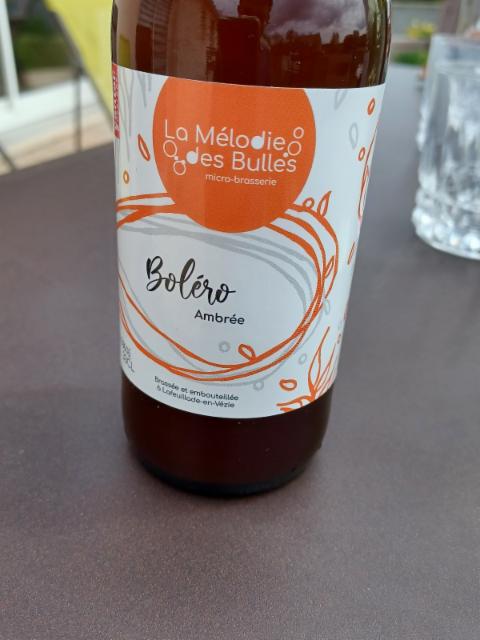 La Mélodie
des Bulles
micro-brasserie
Boléro
Ambrée
Brassée et embouteillée
à Lafeuillade-en-Vézie